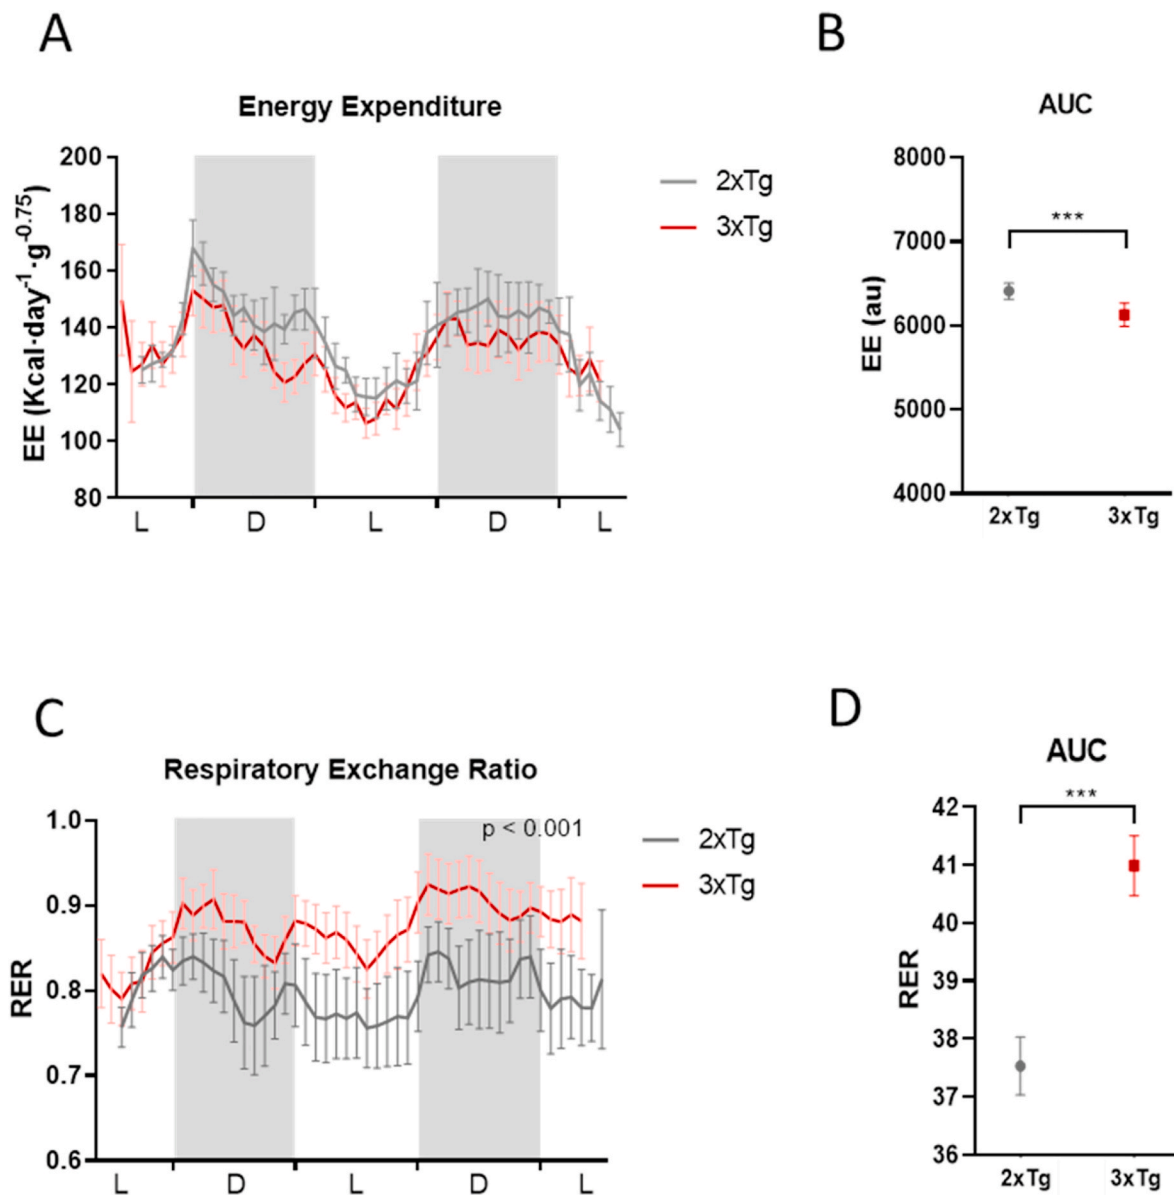 A
Energy Expenditure
EE (Kcal·day⁻¹·g⁻⁰·⁷⁵)
200
180
160
140
120
100
80
L D L D L
2xTg
3xTg
B
AUC
EE (au)
8000
7000
6000
5000
4000
***
2xTg 3xTg
C
Respiratory Exchange Ratio
RER
1.0
0.9
0.8
0.7
0.6
p < 0.001
L D L D L
2xTg
3xTg
D
AUC
RER
42
41
40
39
38
37
36
***
2xTg 3xTg